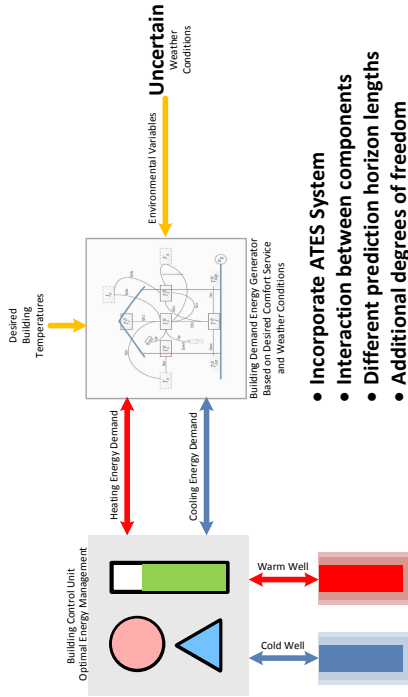 Building Control Unit
Optimal Energy Management
Heating Energy Demand
Cooling Energy Demand
Warm Well
Cold Well
Desired
Building
Temperatures
Building Demand Energy Generator
Based on Desired Comfort Service
and Weather Conditions
Environmental Variables
Uncertain
Weather
Conditions
• Incorporate ATES System
• Interaction between components
• Different prediction horizon lengths
• Additional degrees of freedom